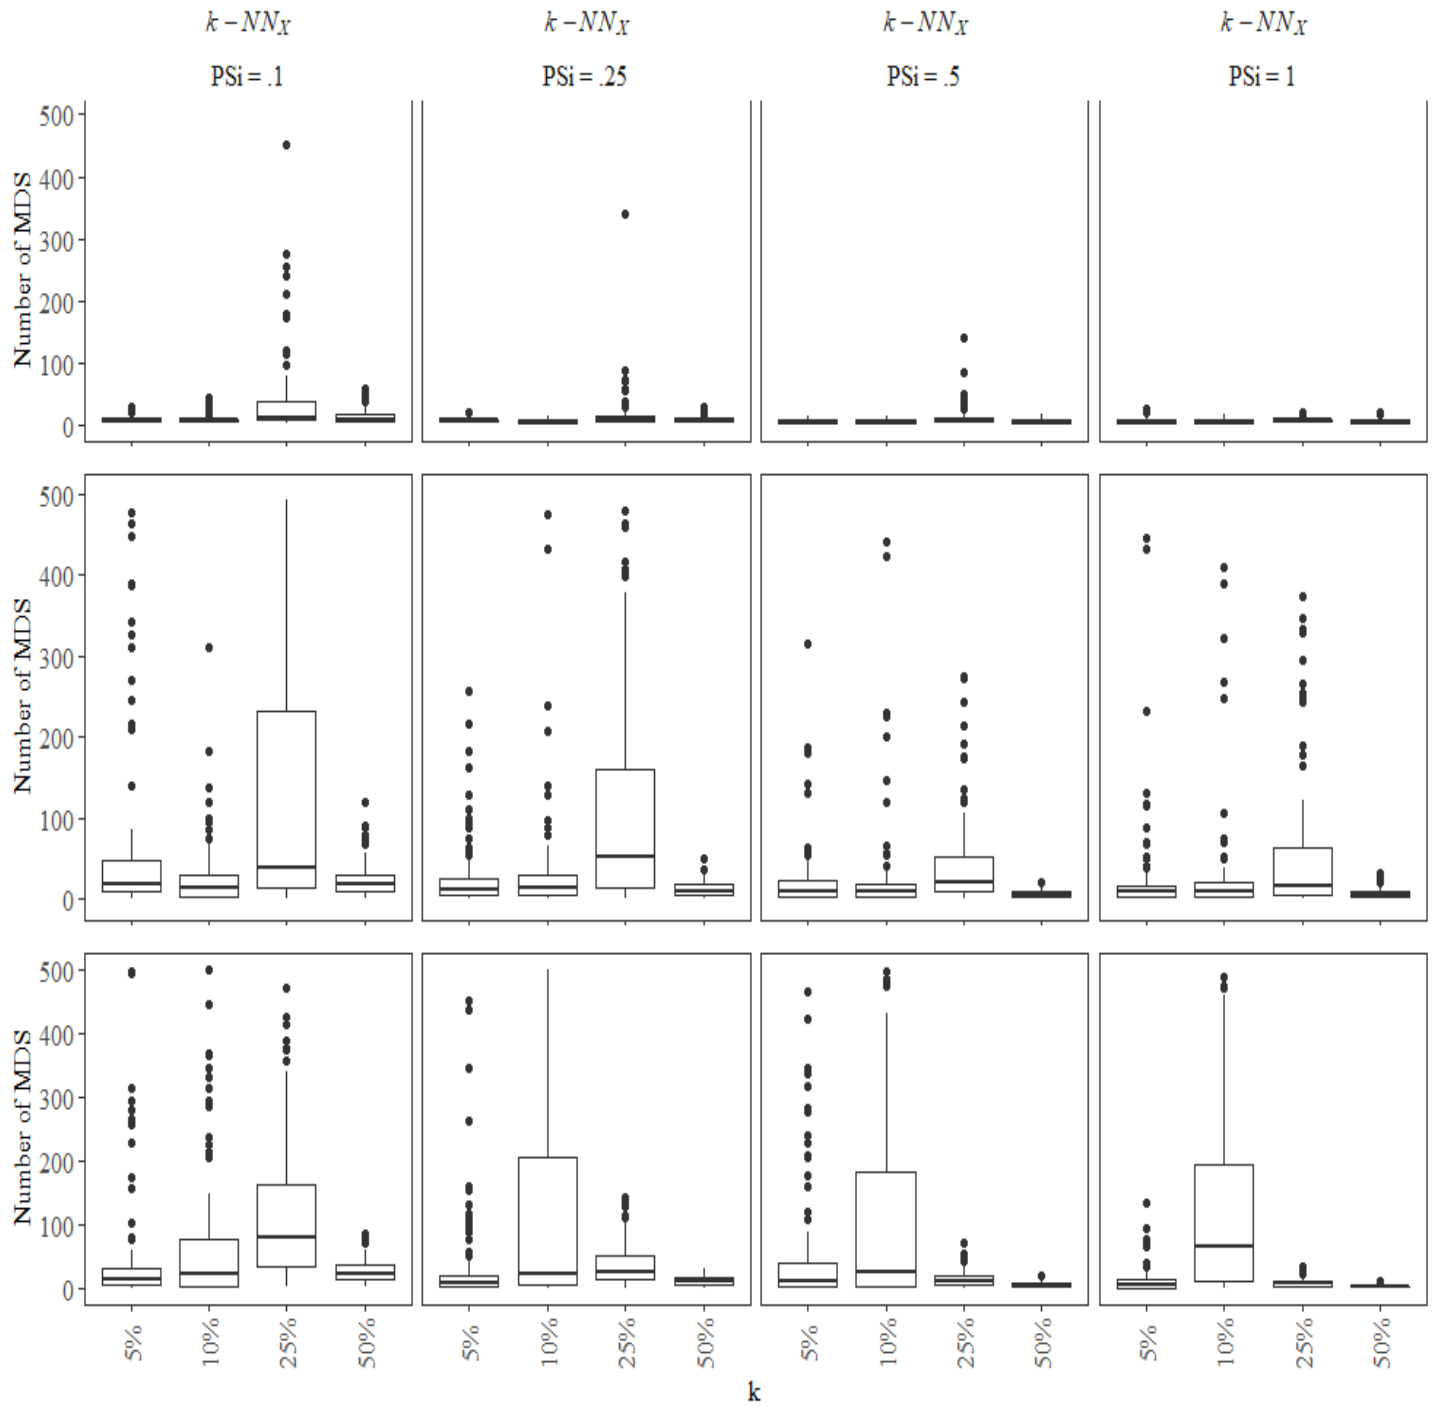 k − NN_X k − NN_X k − NN_X k − NN_X
PSi = .1 PSi = .25 PSi = .5 PSi = 1
Number of MDS
500
400
300
200
100
0
Number of MDS
500
400
300
200
100
0
Number of MDS
500
400
300
200
100
0
5% 10% 25% 50% 5% 10% 25% 50% 5% 10% 25% 50% 5% 10% 25% 50%
k